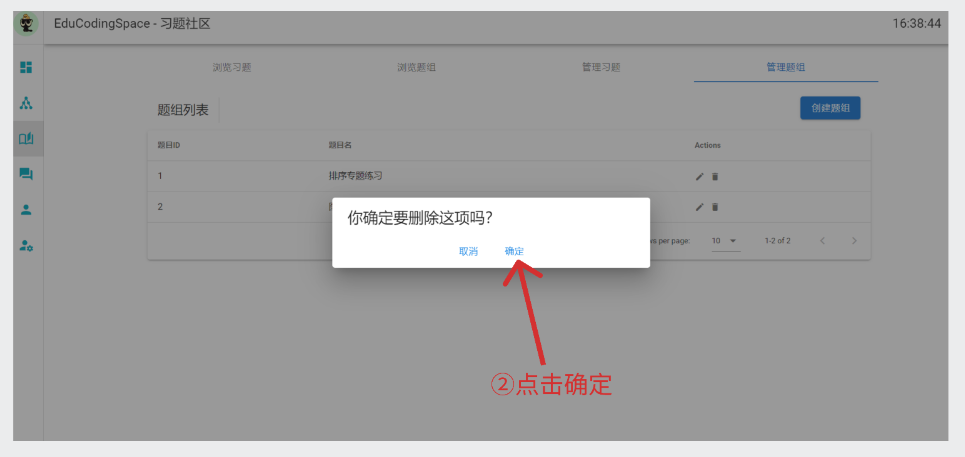 EduCodingSpace - 习题社区
16:38:44
浏览习题
浏览题组
管理习题
管理题组
题组列表
创建题组
题目ID
题目名
Actions
1
排序专题练习
2
你确定要删除这项吗?
取消
确定
per page:
10
1-2 of 2
②点击确定